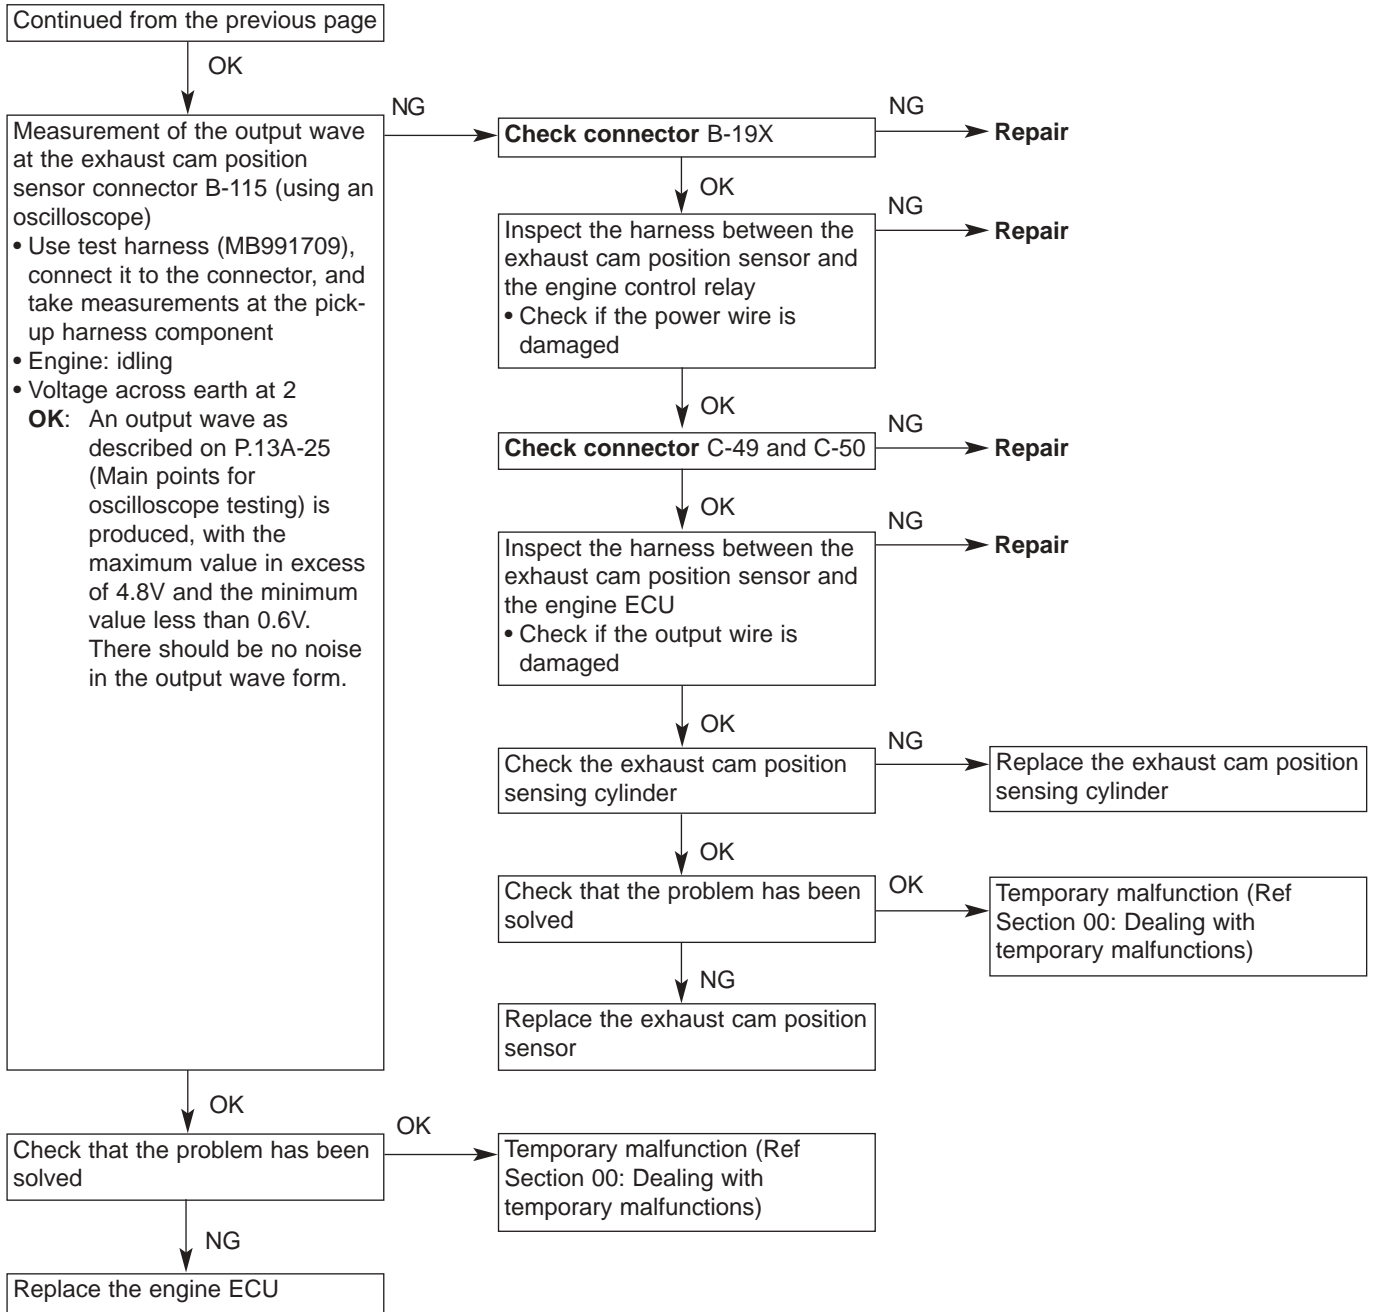 Continued from the previous page
OK
Measurement of the output wave
at the exhaust cam position
sensor connector B-115 (using an
oscilloscope)
• Use test harness (MB991709),
connect it to the connector, and
take measurements at the pick-
up harness component
• Engine: idling
• Voltage across earth at 2
OK: An output wave as
described on P.13A-25
(Main points for
oscilloscope testing) is
produced, with the
maximum value in excess
of 4.8V and the minimum
value less than 0.6V.
There should be no noise
in the output wave form.
NG
Check connector B-19X
NG
Repair
OK
Inspect the harness between the
exhaust cam position sensor and
the engine control relay
• Check if the power wire is
damaged
NG
Repair
OK
Check connector C-49 and C-50
NG
Repair
OK
Inspect the harness between the
exhaust cam position sensor and
the engine ECU
• Check if the output wire is
damaged
NG
Repair
OK
Check the exhaust cam position
sensing cylinder
NG
Replace the exhaust cam position
sensing cylinder
OK
Check that the problem has been
solved
OK
Temporary malfunction (Ref
Section 00: Dealing with
temporary malfunctions)
NG
Replace the exhaust cam position
sensor
OK
Check that the problem has been
solved
OK
Temporary malfunction (Ref
Section 00: Dealing with
temporary malfunctions)
NG
Replace the engine ECU